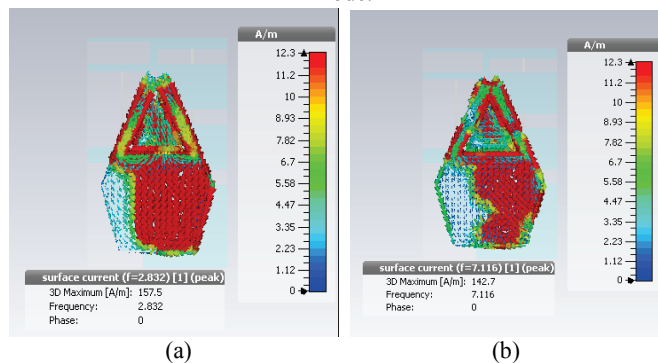 A/m
12.3
11.2
10
8.93
7.82
6.7
5.58
4.47
3.35
2.23
1.12
0
surface current (f=2.832) [1] (peak)
3D Maximum [A/m]: 157.5
Frequency: 2.832
Phase: 0
(a)
A/m
12.3
11.2
10
8.93
7.82
6.7
5.58
4.47
3.35
2.23
1.12
0
surface current (f=7.116) [1] (peak)
3D Maximum [A/m]: 142.7
Frequency: 7.116
Phase: 0
(b)